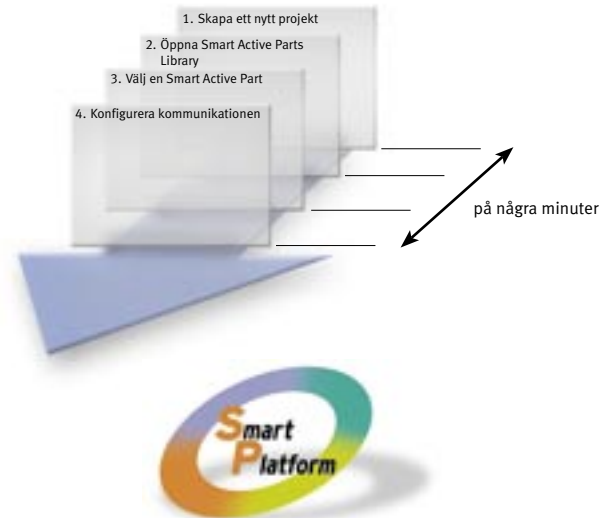 1. Skapa ett nytt projekt
2. Öppna Smart Active Parts
Library
3. Välj en Smart Active Part
4. Konfigurera kommunikationen
på några minuter
Smart
Platform